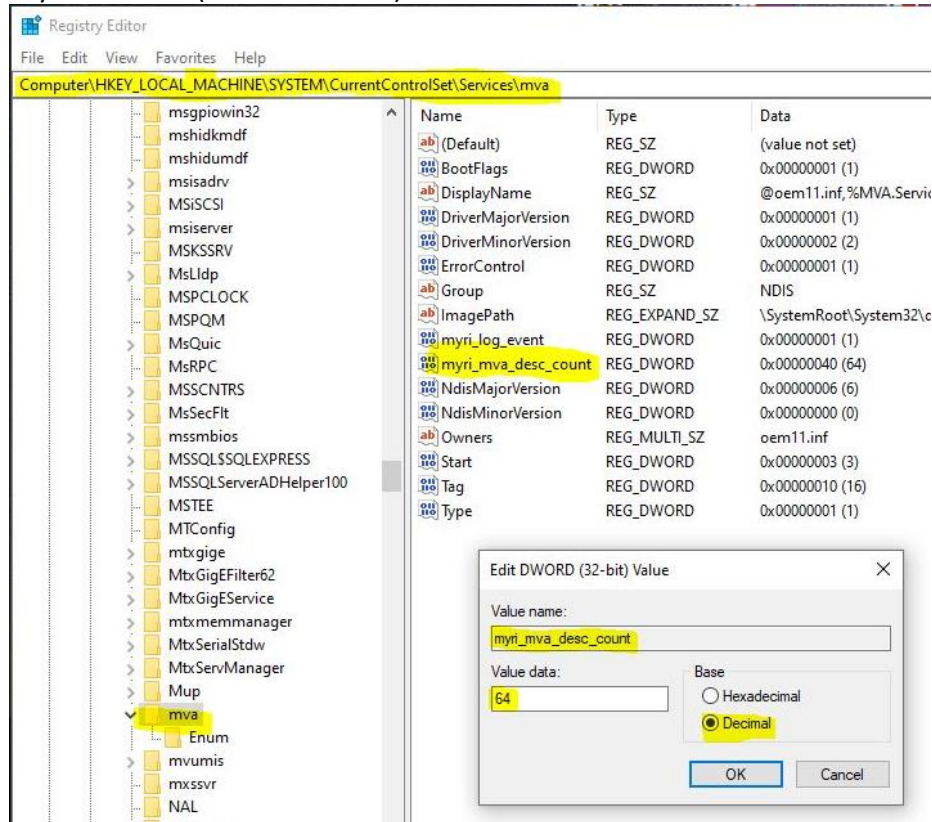 Registry Editor
File Edit View Favorites Help
Computer\HKEY_LOCAL_MACHINE\SYSTEM\CurrentControlSet\Services\mva
msgpiowin32
mshidkmdf
mshidumdf
msisadrv
MSiSCSI
msiserver
MSKSSRV
MsLldp
MSPCLOCK
MSPQM
MsQuic
MsRPC
MSSCNTRS
MsSecFlt
mssmbios
MSSQL$SQLEXPRESS
MSSQLServerADHelper100
MSTEE
MTConfig
mtxgige
MtxGigEFilter62
MtxGigEService
mtxmemmanager
MtxSerialStdw
MtxServManager
Mup
mva
Enum
mvumis
mxssvr
NAL
Name Type Data
(Default) REG_SZ (value not set)
BootFlags REG_DWORD 0x00000001 (1)
DisplayName REG_SZ @oem11.inf,%MVA.Servic
DriverMajorVersion REG_DWORD 0x00000001 (1)
DriverMinorVersion REG_DWORD 0x00000002 (2)
ErrorControl REG_DWORD 0x00000001 (1)
Group REG_SZ NDIS
ImagePath REG_EXPAND_SZ \SystemRoot\System32\d
myri_log_event REG_DWORD 0x00000001 (1)
myri_mva_desc_count REG_DWORD 0x00000040 (64)
NdisMajorVersion REG_DWORD 0x00000006 (6)
NdisMinorVersion REG_DWORD 0x00000000 (0)
Owners REG_MULTI_SZ oem11.inf
Start REG_DWORD 0x00000003 (3)
Tag REG_DWORD 0x00000010 (16)
Type REG_DWORD 0x00000001 (1)
Edit DWORD (32-bit) Value
Value name:
myri_mva_desc_count
Value data:
64
Base
Hexadecimal
Decimal
OK Cancel